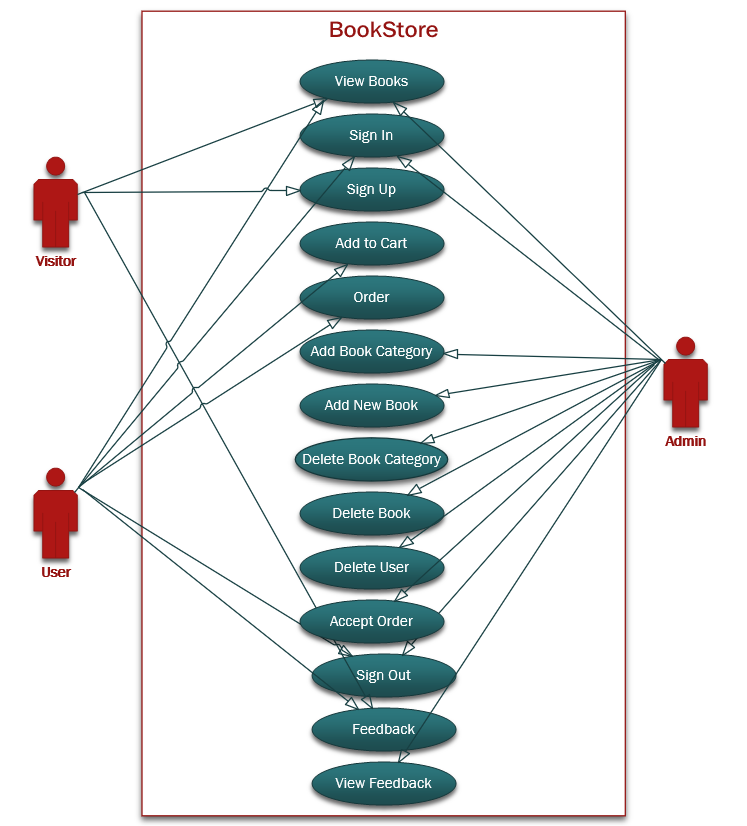 BookStore
View Books
Sign In
Sign Up
Visitor
Add to Cart
Order
Add Book Category
Add New Book
Admin
Delete Book Category
Delete Book
Delete User
User
Accept Order
Sign Out
Feedback
View Feedback